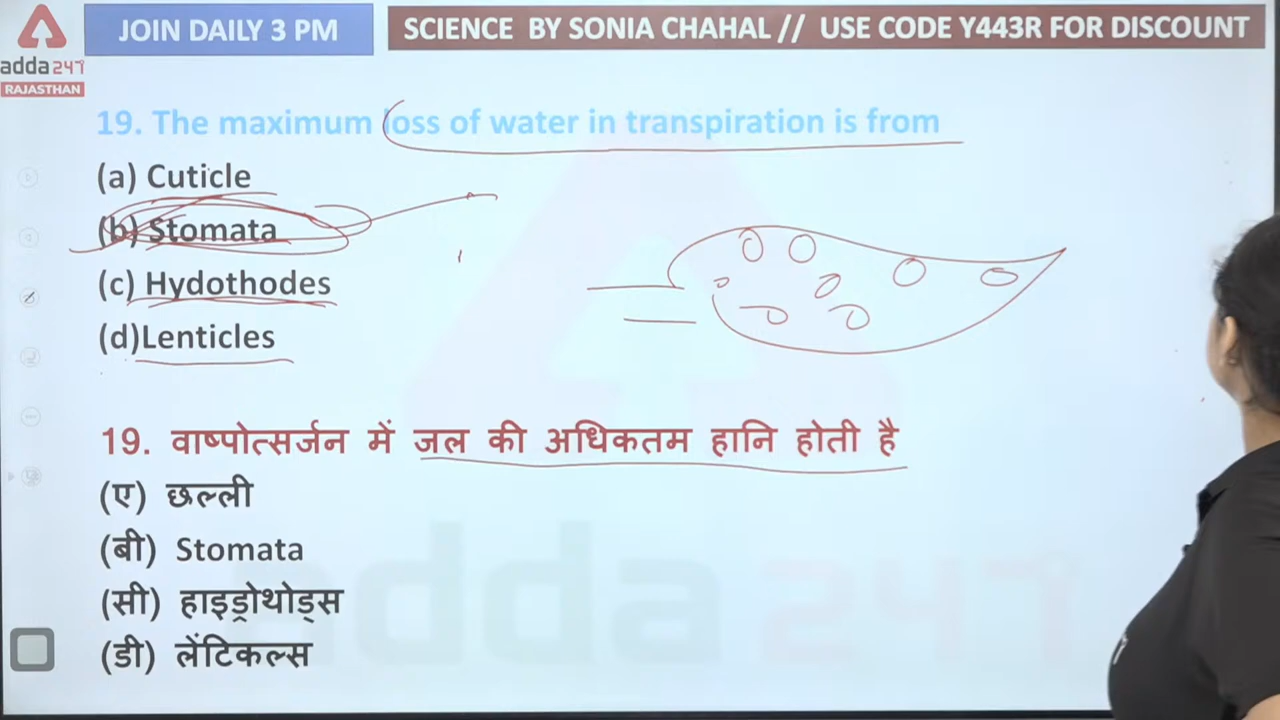 JOIN DAILY 3 PM
SCIENCE BY SONIA CHAHAL // USE CODE Y443R FOR DISCOUNT
adda247
RAJASTHAN
19. The maximum loss of water in transpiration is from
(a) Cuticle
(b) Stomata
(c) Hydothodes
(d)Lenticles
19. वाष्पोत्सर्जन में जल की अधिकतम हानि होती है
(ए) छल्ली
(बी) Stomata
(सी) हाइड्रोथोड्स
(डी) लेंटिकल्स
adda247